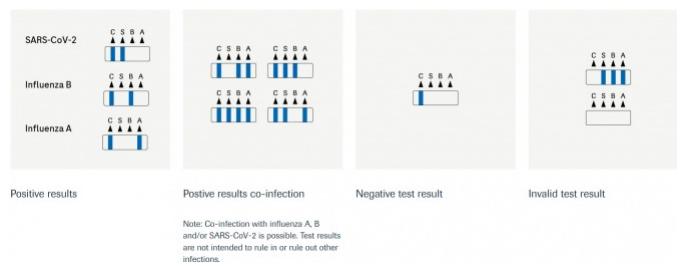 C S B A
SARS-CoV-2
C S B A
Influenza B
C S B A
Influenza A
C S B A
C S B A
C S B A
C S B A
C S B A
C S B A
C S B A
Positive results
Postive results co-infection
Note: Co-infection with influenza A, B
and/or SARS-CoV-2 is possible. Test results
are not intended to rule in or rule out other
infections.
Negative test result
Invalid test result